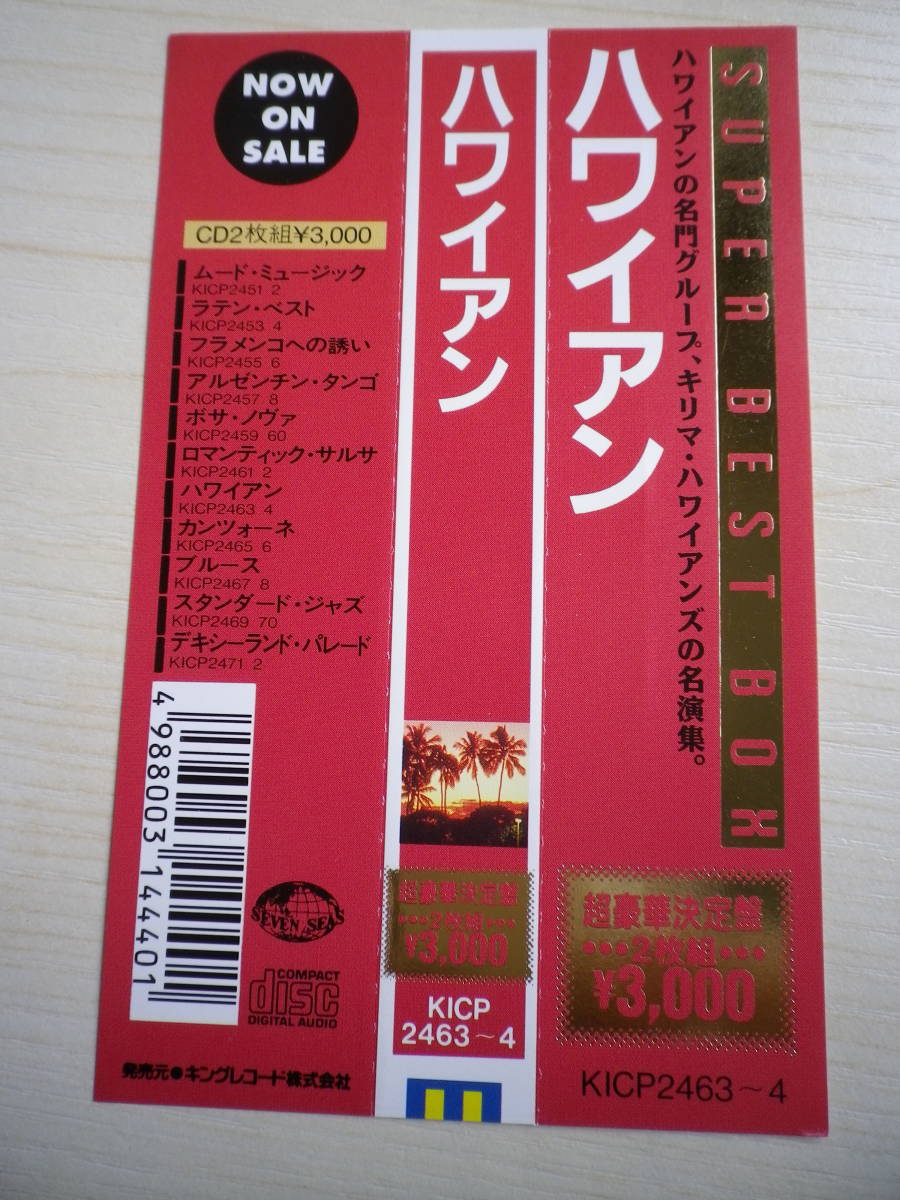 NOW
ON
SALE
CD2枚組¥3,000
ムード・ミュージック
KICP2451 2
ラテン・ベスト
KICP2453 4
フラメンコへの誘い
KICP2455 6
アルゼンチン・タンゴ
KICP2457 8
ボサ・ノヴァ
KICP2459 60
ロマンティック・サルサ
KICP2461 2
ハワイアン
KICP2463 4
カンツォーネ
KICP2465 6
ブルース
KICP2467 8
スタンダード・ジャズ
KICP2469 70
デキシーランド・パレード
KICP2471 2
4 988003 144401
SEVEN SEAS
COMPACT
disc
DIGITAL AUDIO
発売元●キングレコード株式会社
ハワイアン
超豪華決定盤
•••2枚組•••
¥3,000
KICP
2463～4
SUPER BEST BOX
ハワイアンの名門グループ、キリマ・ハワイアンズの名演集。
ハワイアン
超豪華決定盤
•••2枚組•••
¥3,000
KICP2463～4